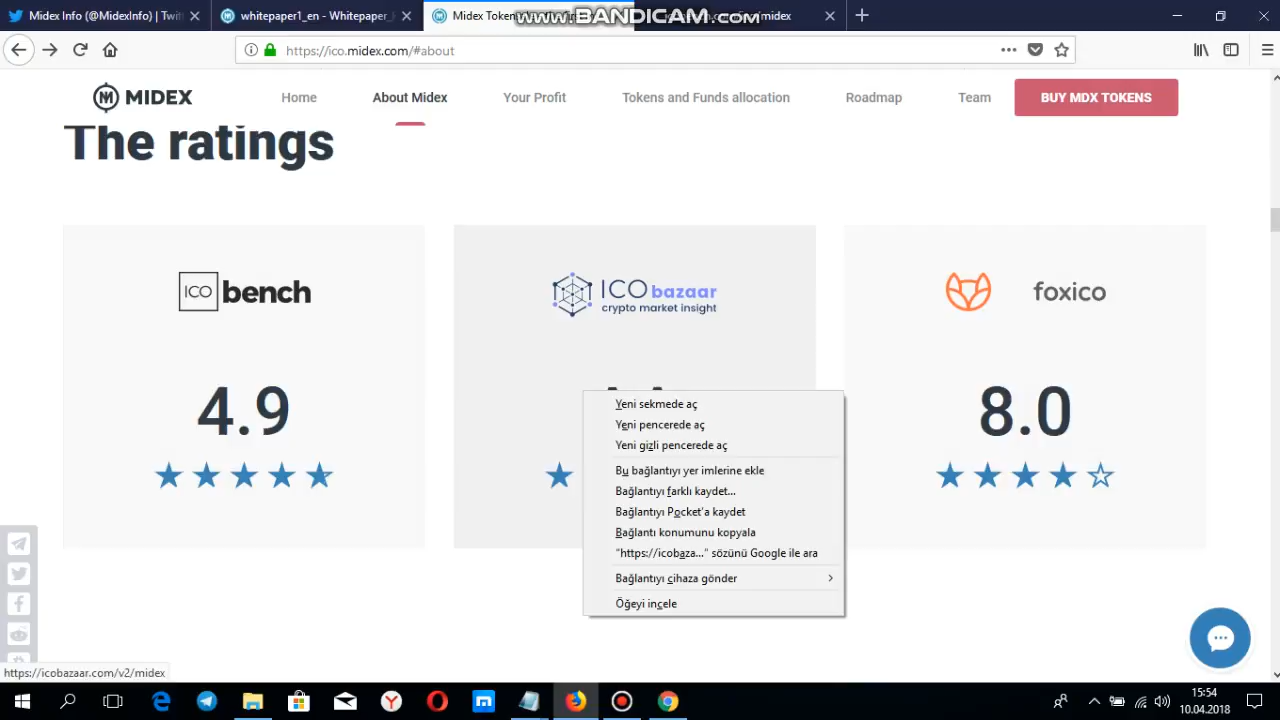 Midex Info (@MidexInfo) | Twitt
whitepaper1_en - Whitepaper_
Midex Token
www.BANDICAM.com
midex
https://ico.midex.com/#about
MIDEX
Home
About Midex
Your Profit
Tokens and Funds allocation
Roadmap
Team
BUY MDX TOKENS
The ratings
ICO bench
ICO bazaar
crypto market insight
foxico
4.9
8.0
Yeni sekmede aç
Yeni pencerede aç
Yeni gizli pencerede aç
Bu bağlantıyı yer imlerine ekle
Bağlantıyı farklı kaydet...
Bağlantıyı Pocket'a kaydet
Bağlantı konumunu kopyala
"https://icobaza..." sözünü Google ile ara
Bağlantıyı cihaza gönder
Öğeyi incele
https://icobazaar.com/v2/midex
15:54
10.04.2018